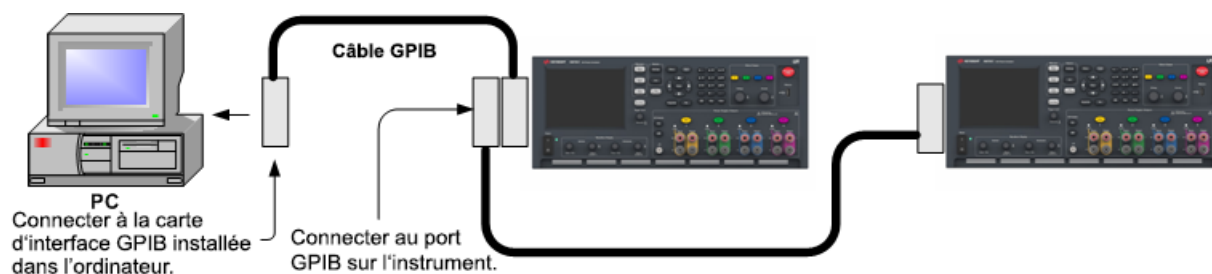 Câble GPIB
PC
Connecter à la carte
d'interface GPIB installée
dans l'ordinateur.
Connecter au port
GPIB sur l'instrument.